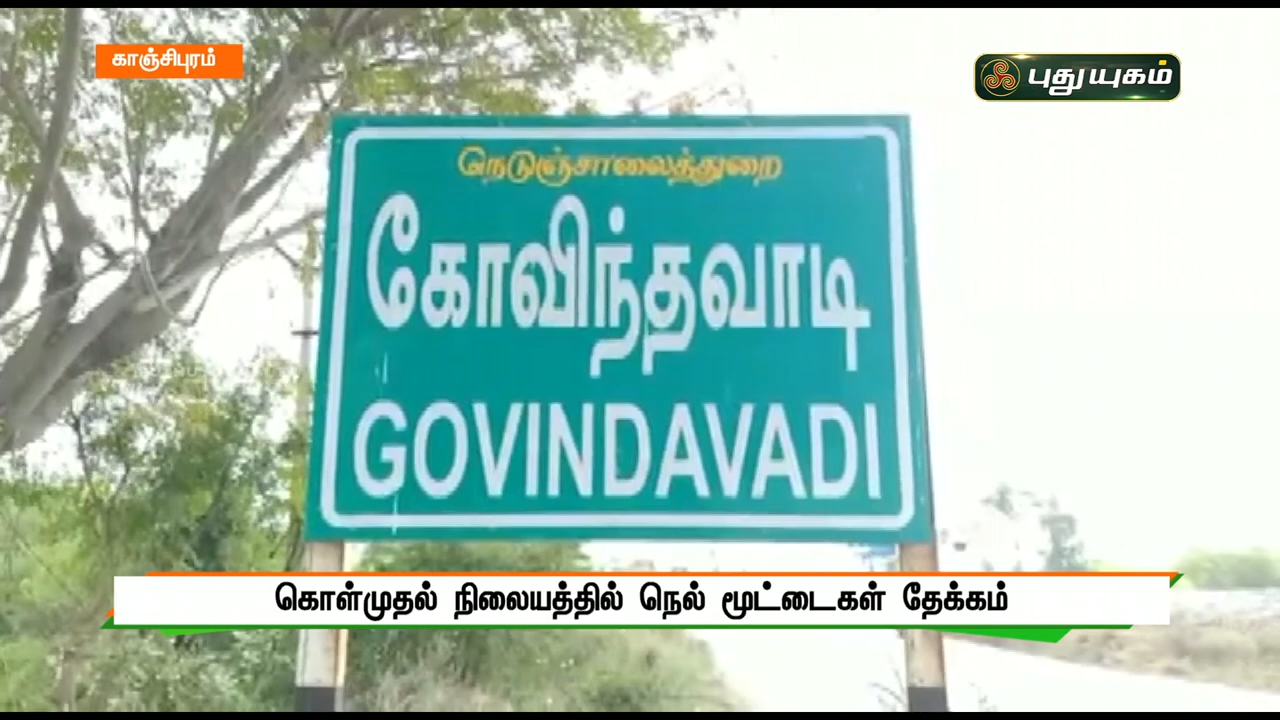 காஞ்சிபுரம்
புதுயுகம்
நெடுஞ்சாலைத்துறை
கோவிந்தவாடி
GOVINDAVADI
கொள்முதல் நிலையத்தில் நெல் மூட்டைகள் தேக்கம்